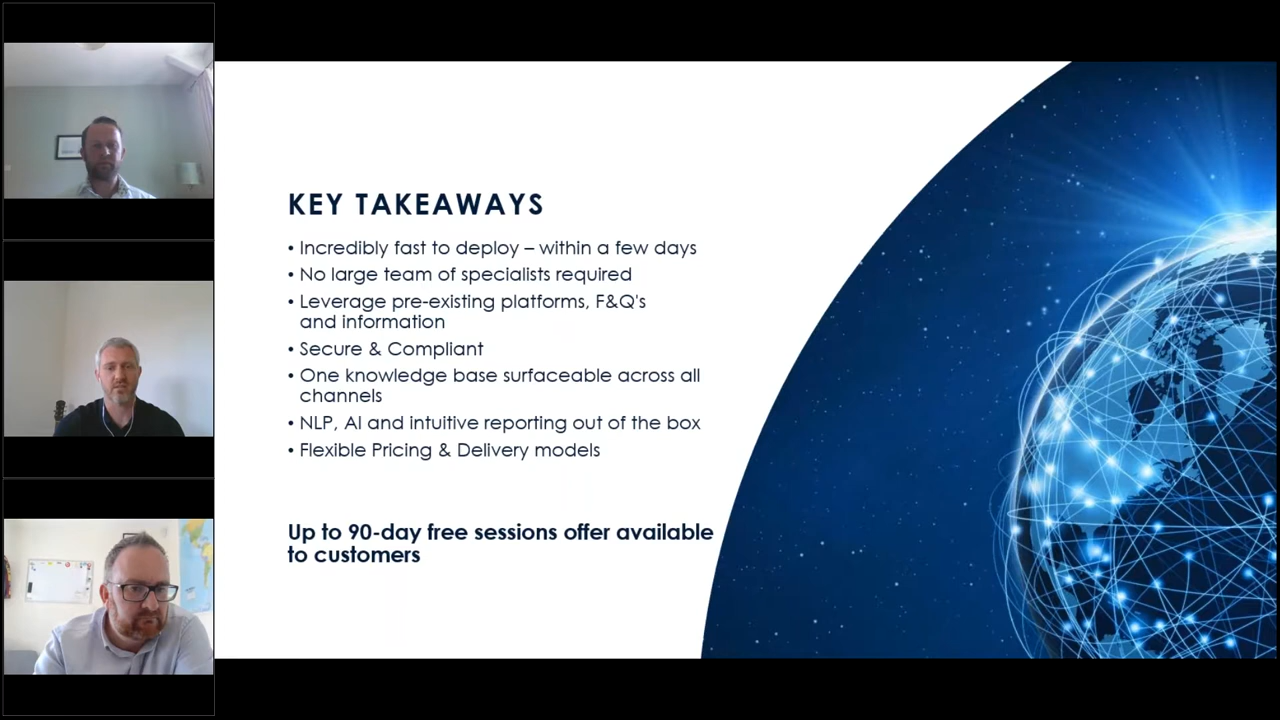 KEY TAKEAWAYS
• Incredibly fast to deploy – within a few days
• No large team of specialists required
• Leverage pre-existing platforms, F&Q's
and information
• Secure & Compliant
• One knowledge base surfaceable across all
channels
• NLP, AI and intuitive reporting out of the box
• Flexible Pricing & Delivery models
Up to 90-day free sessions offer available
to customers